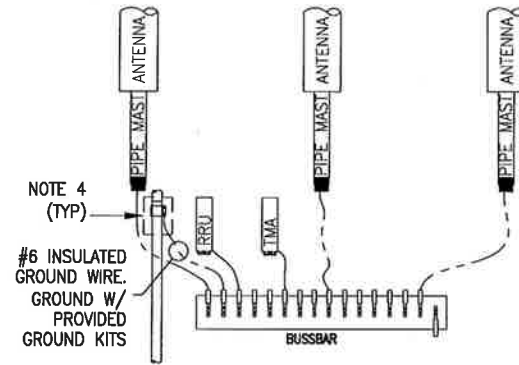 ANTENNA
ANTENNA
ANTENNA
PIPE MAST
PIPE MAST
PIPE MAST
NOTE 4
(TYP)
RRU
TMA
#6 INSULATED
GROUND WIRE.
GROUND W/
PROVIDED
GROUND KITS
BUSSBAR